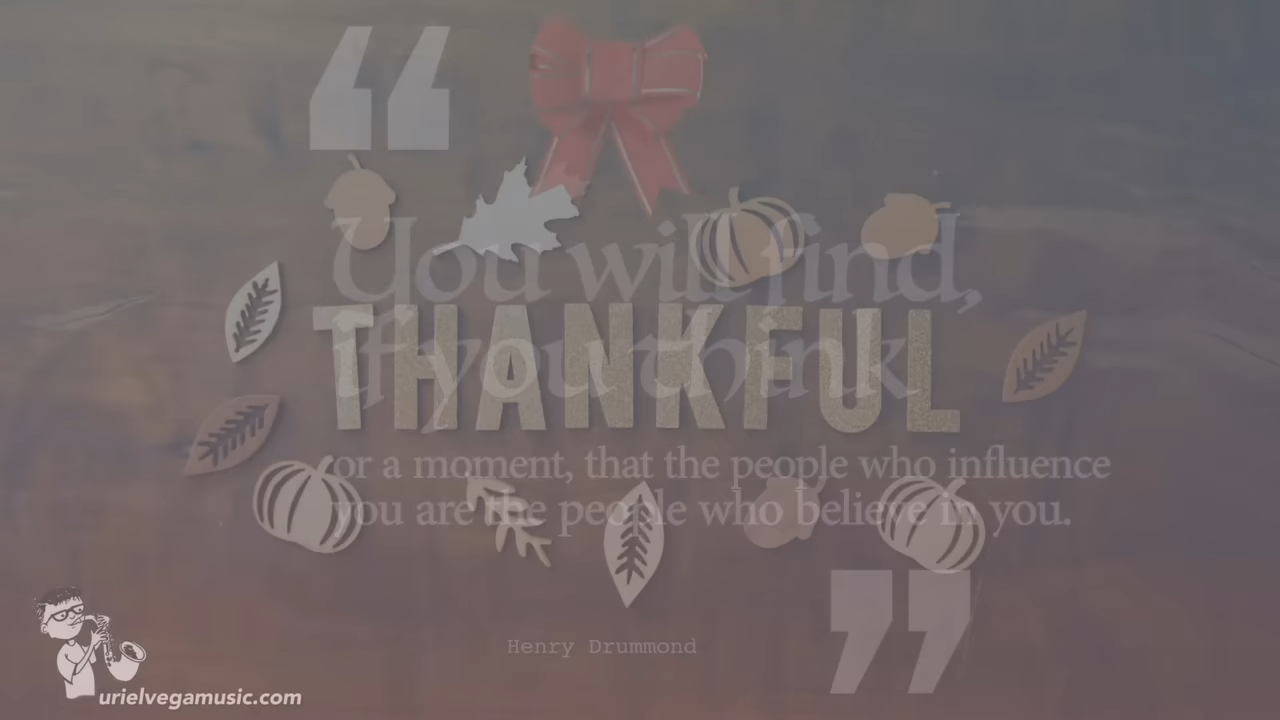 You will find,
THANKFUL
if you think
for a moment, that the people who influence
you are the people who believe in you.
Henry Drummond
urielvegamusic.com